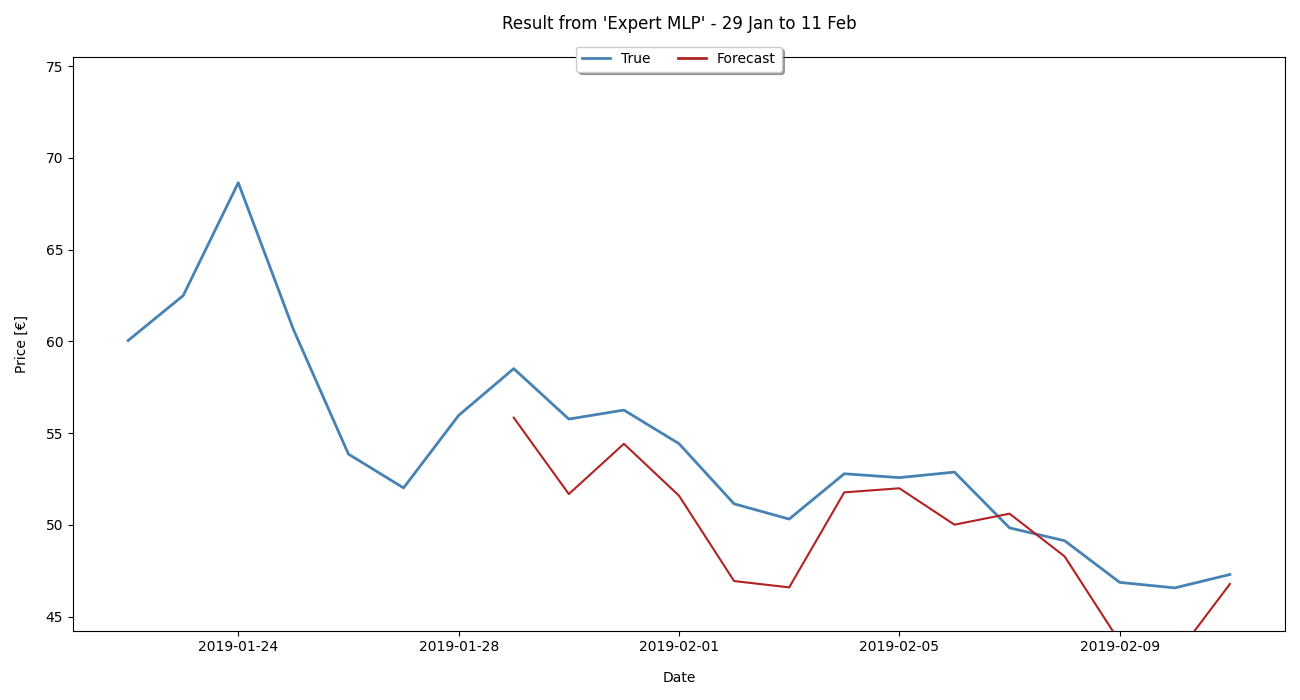 Result from 'Expert MLP' - 29 Jan to 11 Feb
True Forecast
75
70
65
60
55
50
45
Price [€]
2019-01-24 2019-01-28 2019-02-01 2019-02-05 2019-02-09
Date